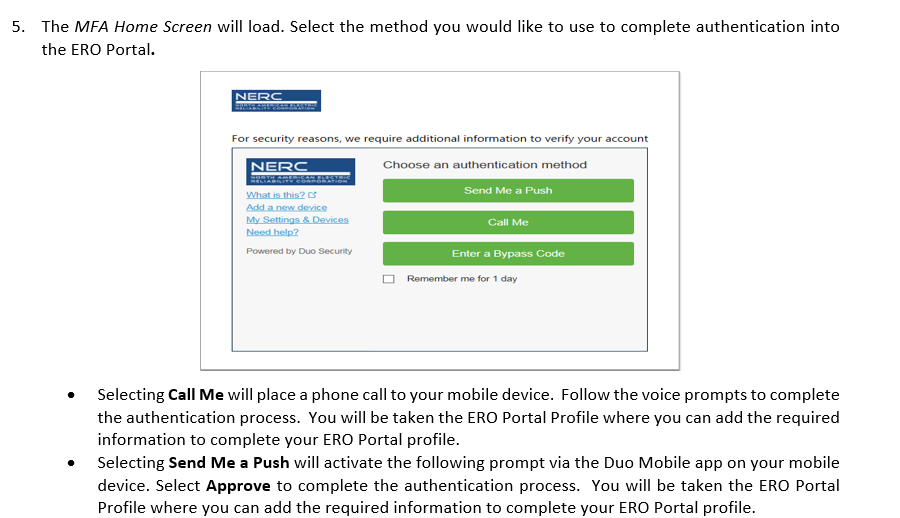 5. The MFA Home Screen will load. Select the method you would like to use to complete authentication into
the ERO Portal.
NERC
NORTH AMERICAN ELECTRIC
RELIABILITY CORPORATION
For security reasons, we require additional information to verify your account
NERC
NORTH AMERICAN ELECTRIC
RELIABILITY CORPORATION
What is this?
Add a new device
My Settings & Devices
Need help?
Powered by Duo Security
Choose an authentication method
Send Me a Push
Call Me
Enter a Bypass Code
Remember me for 1 day
• Selecting Call Me will place a phone call to your mobile device. Follow the voice prompts to complete
the authentication process. You will be taken the ERO Portal Profile where you can add the required
information to complete your ERO Portal profile.
• Selecting Send Me a Push will activate the following prompt via the Duo Mobile app on your mobile
device. Select Approve to complete the authentication process. You will be taken the ERO Portal
Profile where you can add the required information to complete your ERO Portal profile.